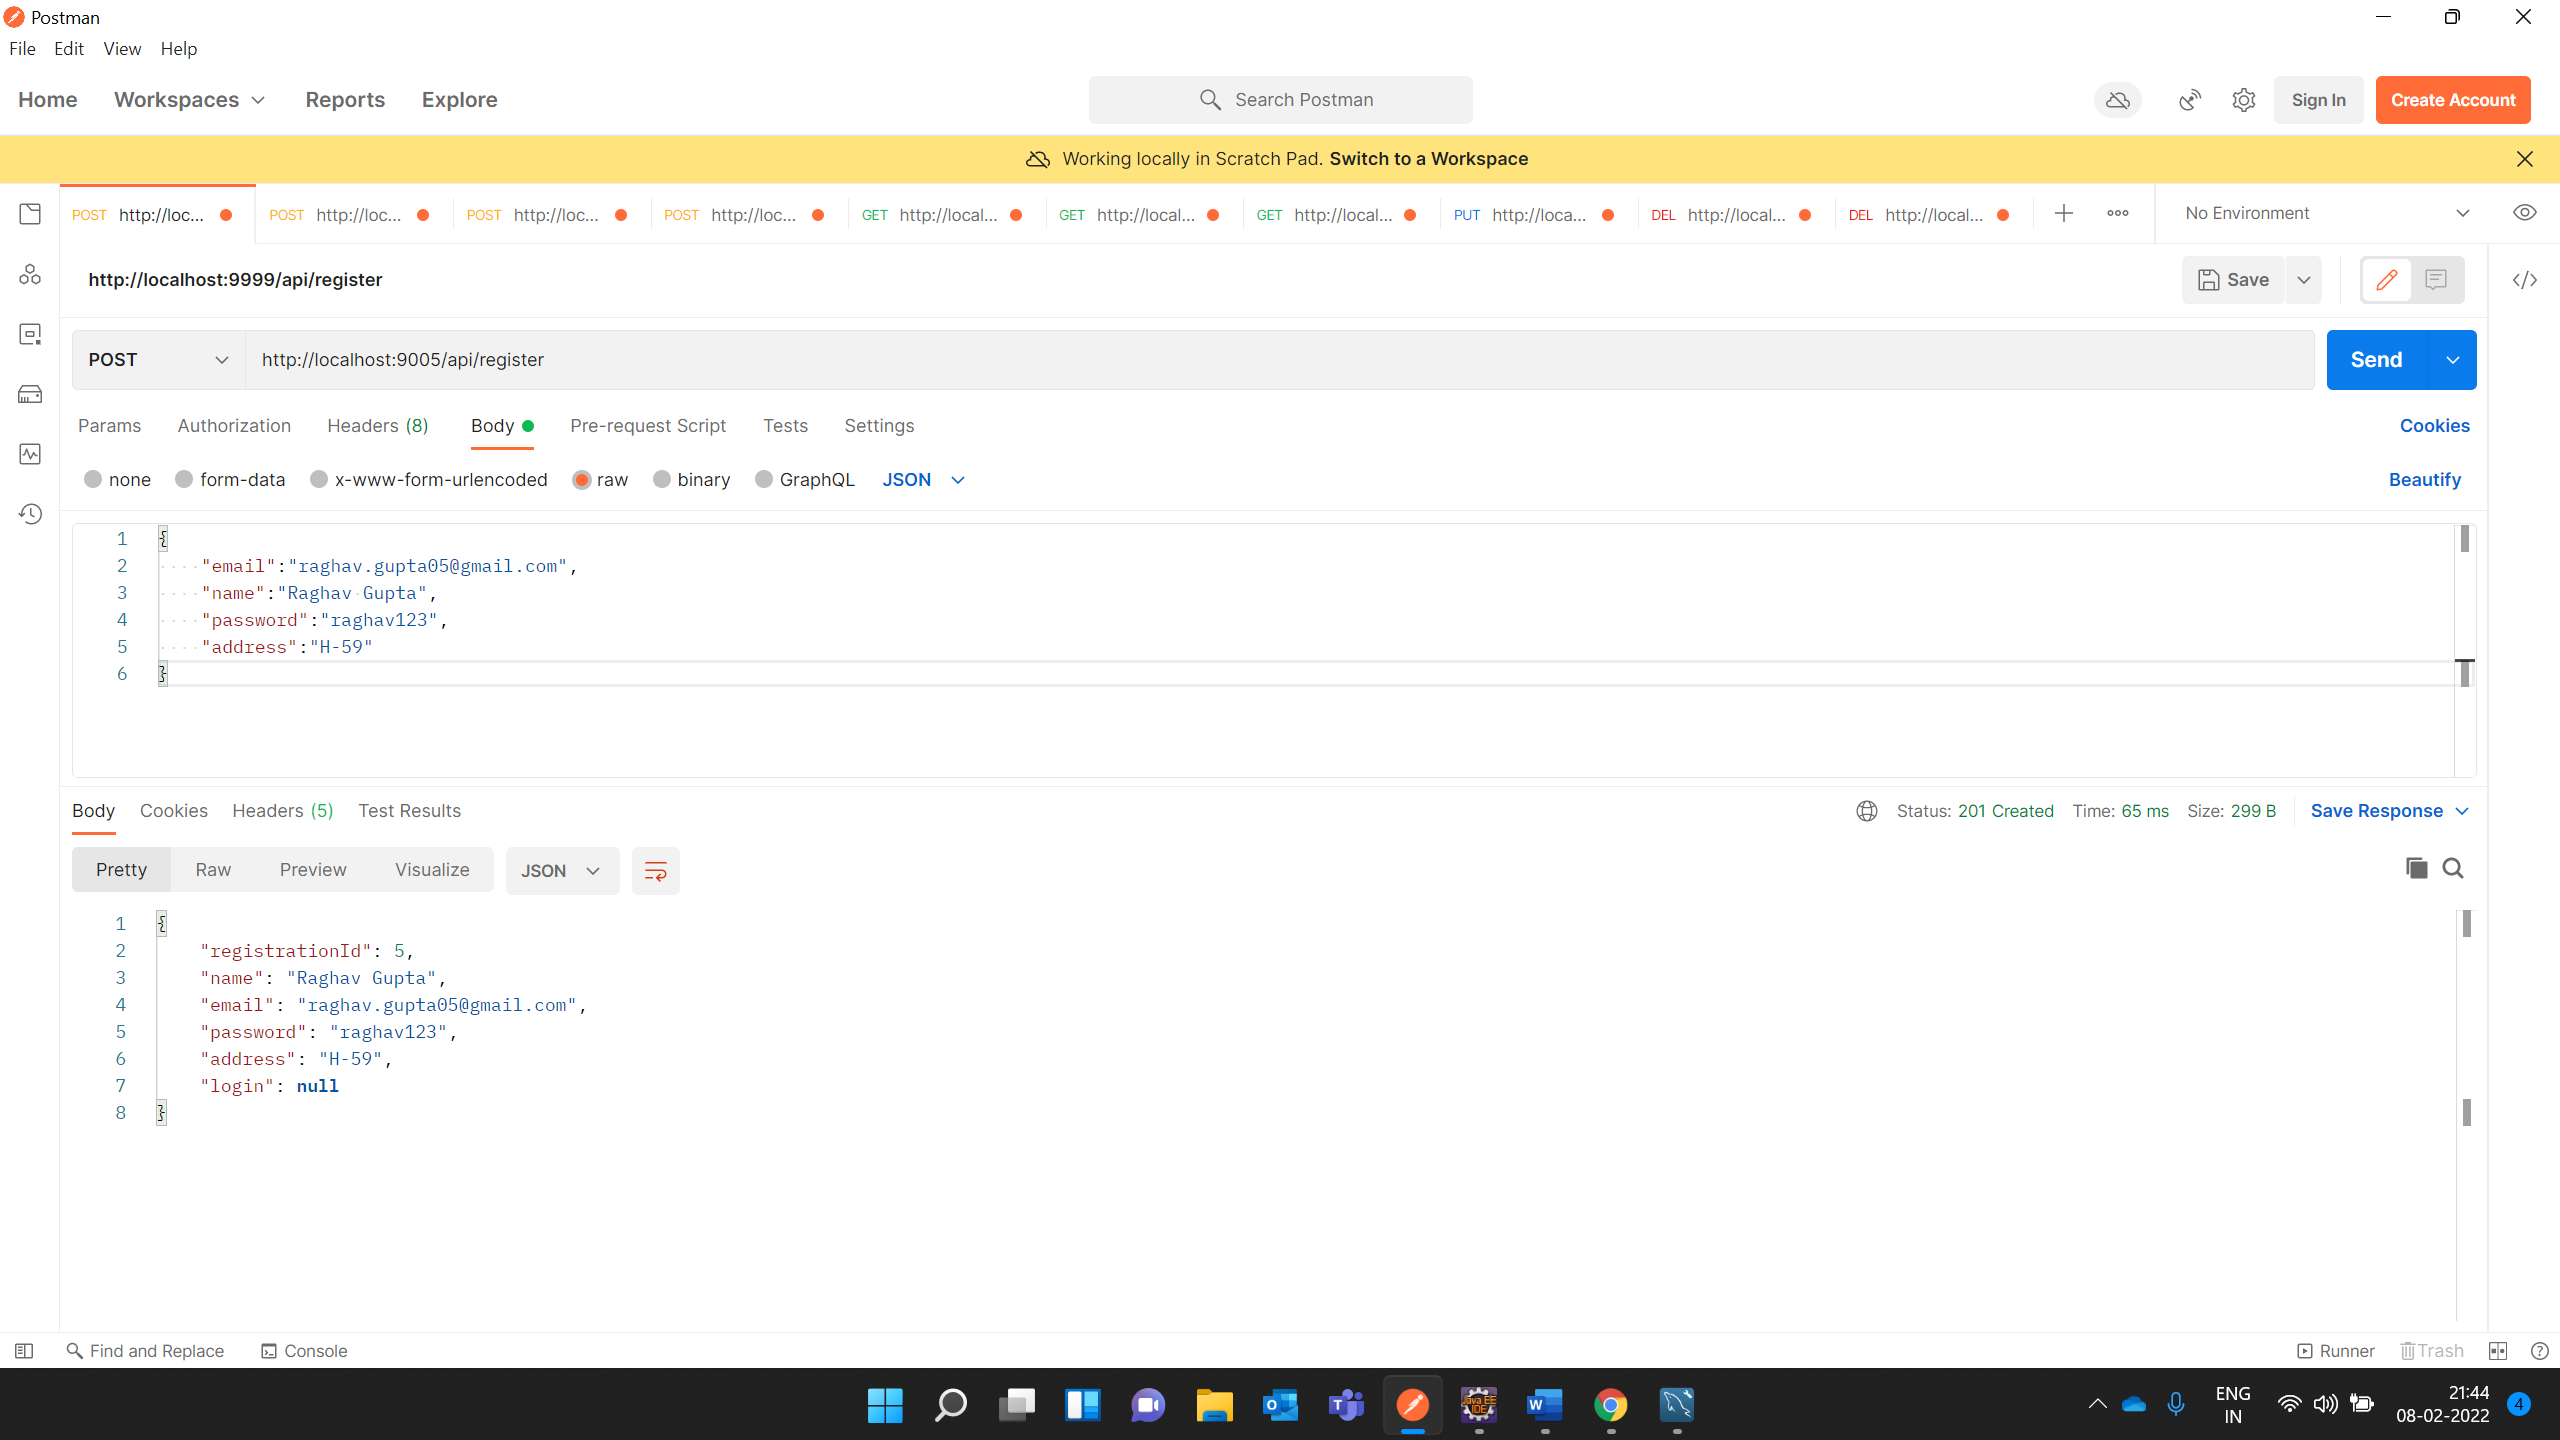 Postman
File Edit View Help
Home Workspaces Reports Explore Search Postman Sign In Create Account
Working locally in Scratch Pad. Switch to a Workspace
POST http://loc... POST http://loc... POST http://loc... POST http://loc... GET http://local... GET http://local... GET http://local... PUT http://loca... DEL http://local... DEL http://local... No Environment
http://localhost:9999/api/register Save
POST http://localhost:9005/api/register Send
Params Authorization Headers (8) Body Pre-request Script Tests Settings Cookies
none form-data x-www-form-urlencoded raw binary GraphQL JSON Beautify
1 {
2 "email":"raghav.gupta05@gmail.com",
3 "name":"Raghav Gupta",
4 "password":"raghav123",
5 "address":"H-59"
6 }
Body Cookies Headers (5) Test Results Status: 201 Created Time: 65 ms Size: 299 B Save Response
Pretty Raw Preview Visualize JSON
1 {
2 "registrationId": 5,
3 "name": "Raghav Gupta",
4 "email": "raghav.gupta05@gmail.com",
5 "password": "raghav123",
6 "address": "H-59",
7 "login": null
8 }
Find and Replace Console Runner Trash
Java EE IDE
ENG
IN
21:44
08-02-2022
4